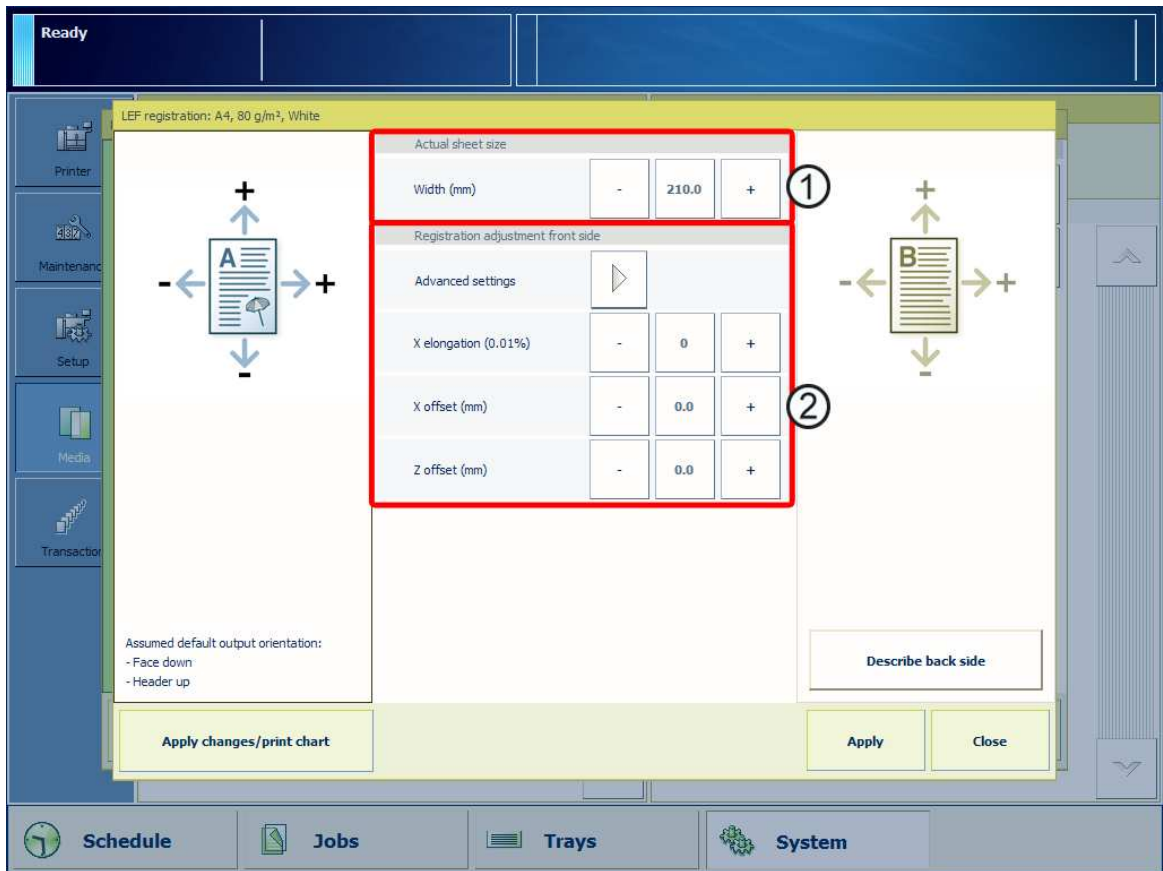 Ready
LEF registration: A4, 80 g/m², White
Printer
Maintenanc
Setup
Media
Transaction
+
-
+
-
A
Actual sheet size
Width (mm)
-
210.0
+
1
Registration adjustment front side
Advanced settings
X elongation (0.01%)
-
0
+
X offset (mm)
-
0.0
+
2
Z offset (mm)
-
0.0
+
+
-
+
-
B
Assumed default output orientation:
- Face down
- Header up
Describe back side
Apply changes/print chart
Apply
Close
Schedule
Jobs
Trays
System